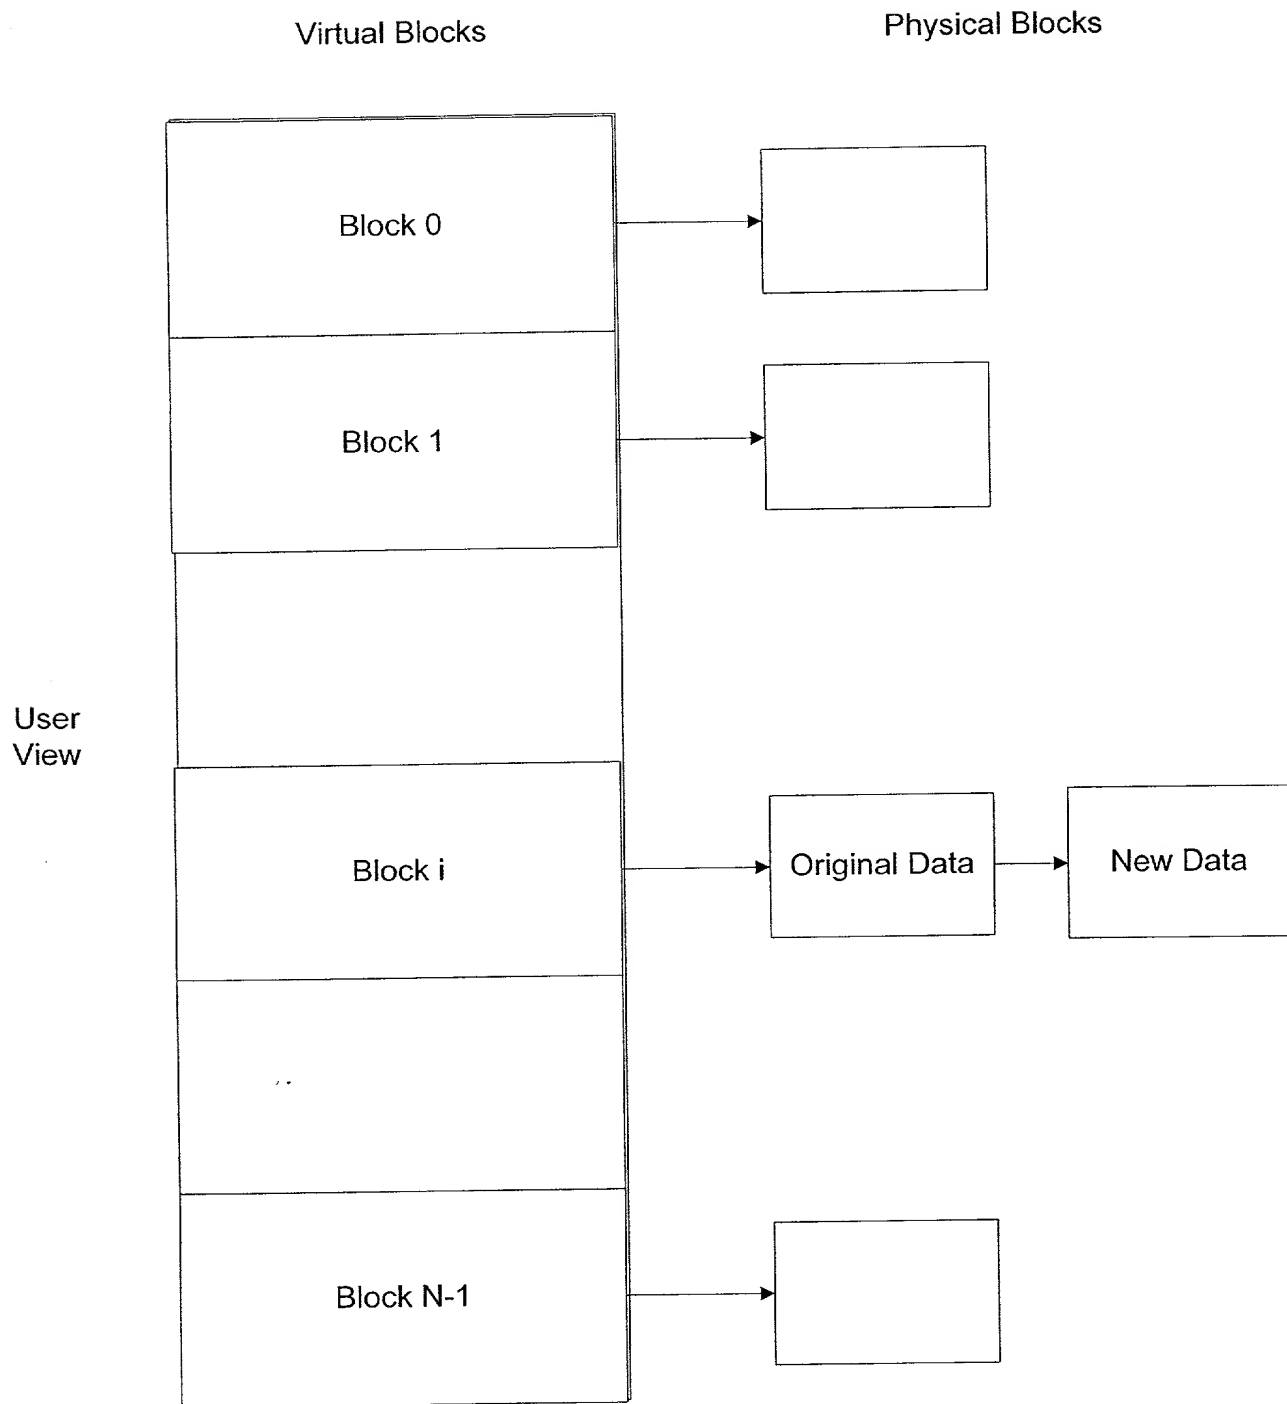 Virtual Blocks
Physical Blocks
Block 0
Block 1
User
View
Block i
Original Data
New Data
Block N-1